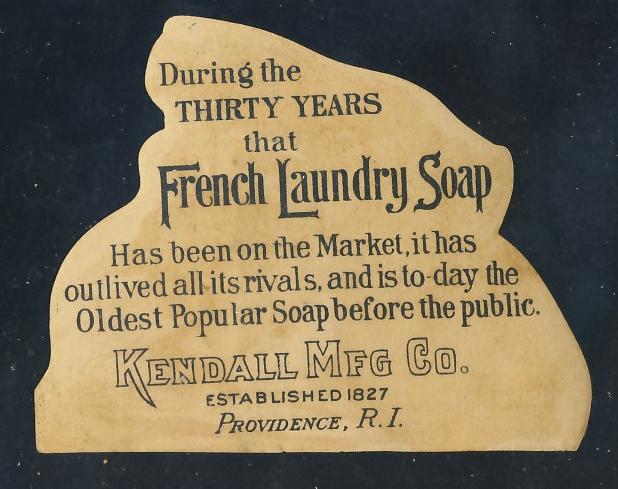 During the
THIRTY YEARS
that
French Laundry Soap
Has been on the Market, it has
outlived all its rivals, and is to-day the
Oldest Popular Soap before the public.
KENDALL MFG CO.
ESTABLISHED 1827
PROVIDENCE, R.I.